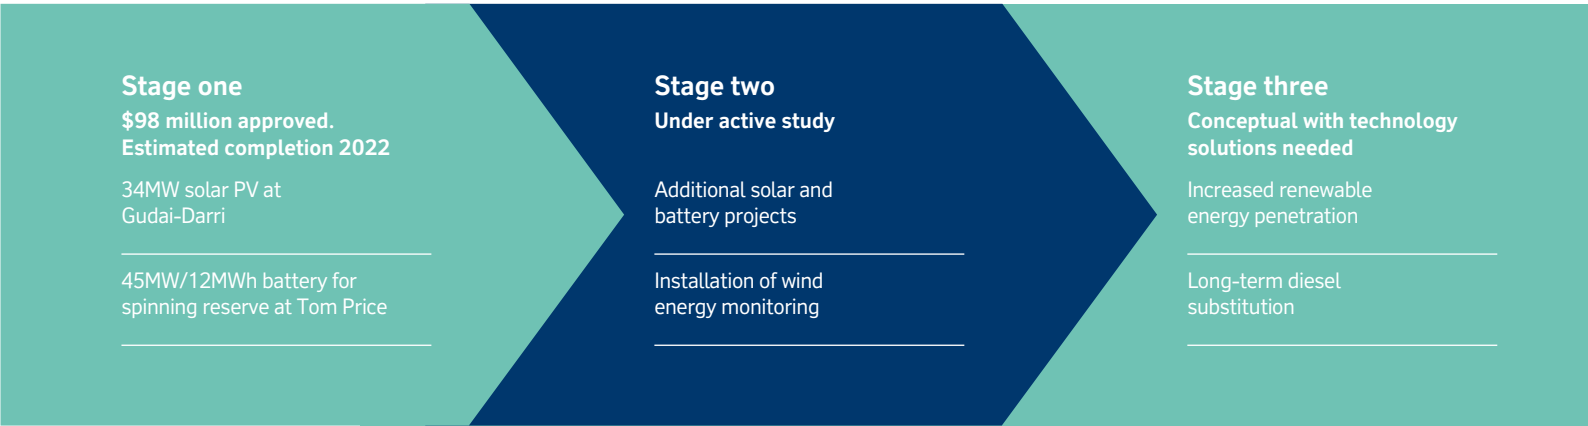 Stage one
$98 million approved.
Estimated completion 2022
34MW solar PV at
Gudai-Darri
45MW/12MWh battery for
spinning reserve at Tom Price
Stage two
Under active study
Additional solar and
battery projects
Installation of wind
energy monitoring
Stage three
Conceptual with technology
solutions needed
Increased renewable
energy penetration
Long-term diesel
substitution